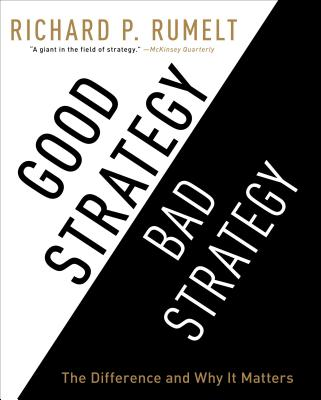 RICHARD P. RUMELT
"A giant in the field of strategy." —McKinsey Quarterly
GOOD
STRATEGY
BAD
STRATEGY
The Difference and Why It Matters